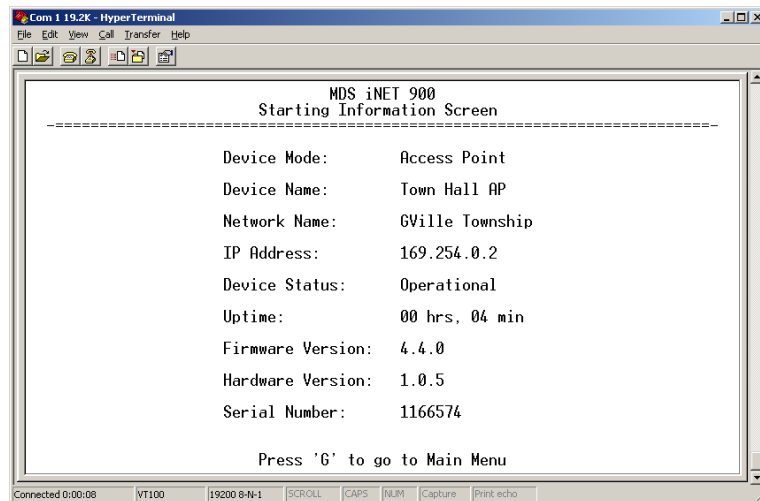 Com 1 19.2K - HyperTerminal
File Edit View Call Transfer Help
MDS iNET 900
Starting Information Screen
-==========================================================================-
Device Mode: Access Point
Device Name: Town Hall AP
Network Name: GVille Township
IP Address: 169.254.0.2
Device Status: Operational
Uptime: 00 hrs, 04 min
Firmware Version: 4.4.0
Hardware Version: 1.0.5
Serial Number: 1166574
Press 'G' to go to Main Menu
Connected 0:00:08 VT100 19200 8-N-1 SCROLL CAPS NUM Capture Print echo